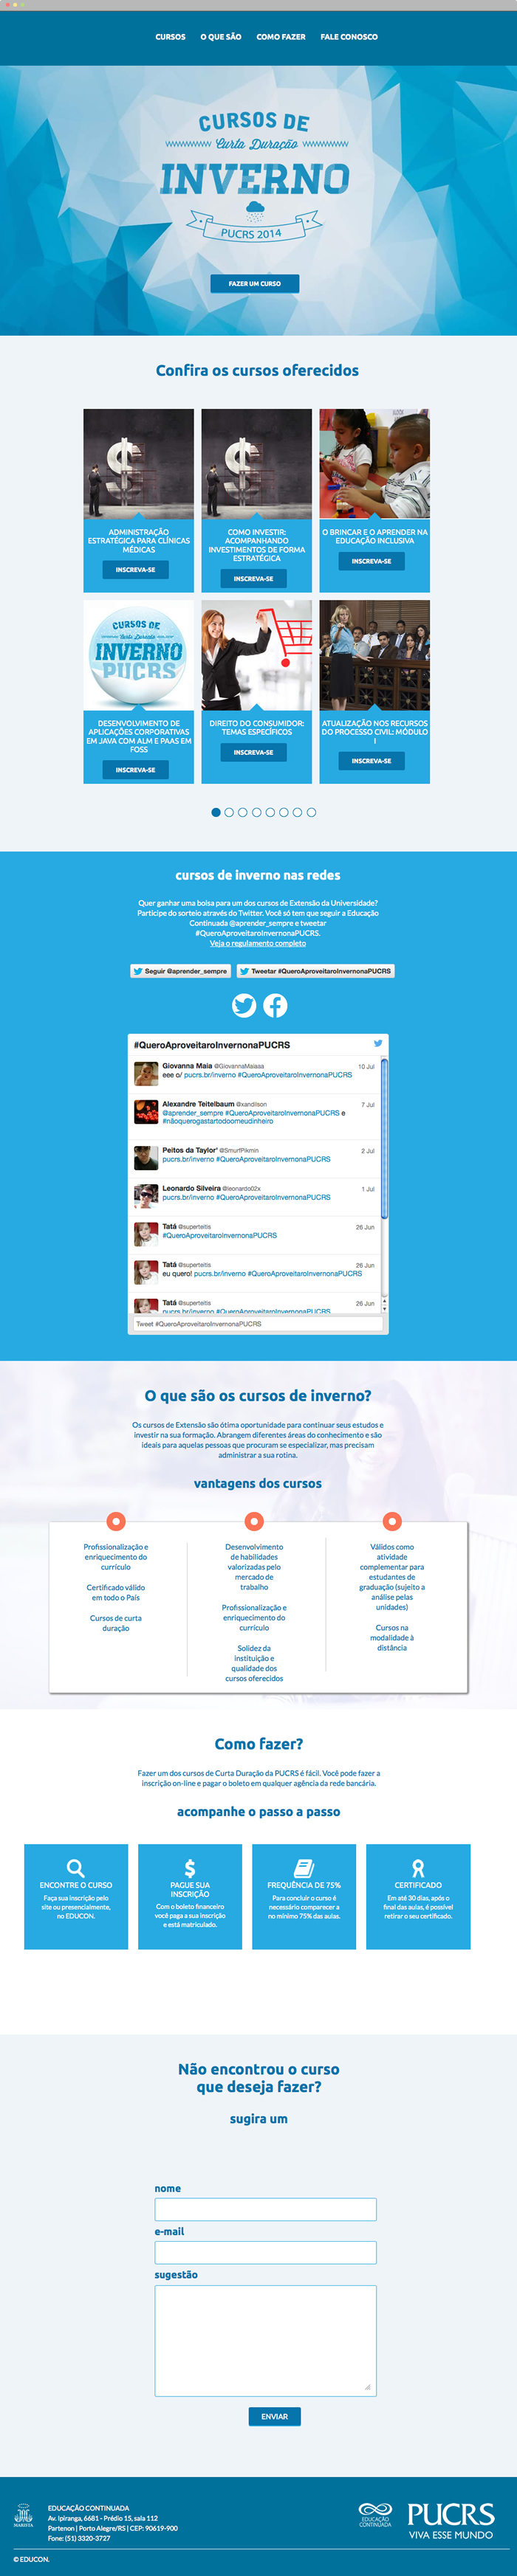 CURSOS O QUE SÃO COMO FAZER FALE CONOSCO
CURSOS DE
Curta Duração
INVERNO
PUCRS 2014
FAZER UM CURSO
Confira os cursos oferecidos
ADMINISTRAÇÃO
ESTRATÉGICA PARA CLÍNICAS
MÉDICAS
INSCREVA-SE
COMO INVESTIR:
ACOMPANHANDO
INVESTIMENTOS DE FORMA
ESTRATÉGICA
INSCREVA-SE
O BRINCAR E O APRENDER NA
EDUCAÇÃO INCLUSIVA
INSCREVA-SE
CURSOS DE
Curta Duração
INVERNO
PUCRS
DESENVOLVIMENTO DE
APLICAÇÕES CORPORATIVAS
EM JAVA COM ALM E PAAS EM
FOSS
INSCREVA-SE
DIREITO DO CONSUMIDOR:
TEMAS ESPECÍFICOS
INSCREVA-SE
ATUALIZAÇÃO NOS RECURSOS
DO PROCESSO CIVIL: MÓDULO
I
INSCREVA-SE
cursos de inverno nas redes
Quer ganhar uma bolsa para um dos cursos de Extensão da Universidade?
Participe do sorteio através do Twitter. Você só tem que seguir a Educação
Continuada @aprender_sempre e tweetar
#QueroAproveitaroInvernonaPUCRS.
Veja o regulamento completo
Seguir @aprender_sempre
Tweetar #QueroAproveitaroInvernonaPUCRS
#QueroAproveitaroInvernonaPUCRS
Giovanna Maia @GiovannaMaiaaa 10 Jul
eee o/ pucrs.br/inverno #QueroAproveitaroInvernonaPUCRS
Alexandre Teitelbaum @xandilson 7 Jul
@aprender_sempre #QueroAproveitaroInvernonaPUCRS e
#nãoquerogastartodoomeudinheiro
Peitos da Taylor' @SmurfPikmin 2 Jul
pucrs.br/inverno #QueroAproveitaroInvernonaPUCRS
Leonardo Silveira @leonardo02x 1 Jul
pucrs.br/inverno #QueroAproveitaroInvernonaPUCRS
Tatá @superteitis 26 Jun
#QueroAproveitaroInvernonaPUCRS
Tatá @superteitis 26 Jun
eu quero! pucrs.br/inverno #QueroAproveitaroInvernonaPUCRS
Tatá @superteitis 26 Jun
pucrs.br/inverno #QueroAproveitaroInvernonaPUCRS
Tweet #QueroAproveitaroInvernonaPUCRS
O que são os cursos de inverno?
Os cursos de Extensão são ótima oportunidade para continuar seus estudos e
investir na sua formação. Abrangem diferentes áreas do conhecimento e são
ideais para aquelas pessoas que procuram se especializar, mas precisam
administrar a sua rotina.
vantagens dos cursos
Profissionalização e
enriquecimento do
currículo
Certificado válido
em todo o País
Cursos de curta
duração
Desenvolvimento
de habilidades
valorizadas pelo
mercado de
trabalho
Profissionalização e
enriquecimento do
currículo
Solidez da
instituição e
qualidade dos
cursos oferecidos
Válidos como
atividade
complementar para
estudantes de
graduação (sujeito a
análise pelas
unidades)
Cursos na
modalidade à
distância
Como fazer?
Fazer um dos cursos de Curta Duração da PUCRS é fácil. Você pode fazer a
inscrição on-line e pagar o boleto em qualquer agência da rede bancária.
acompanhe o passo a passo
ENCONTRE O CURSO
Faça sua inscrição pelo
site ou presencialmente,
no EDUCON.
PAGUE SUA
INSCRIÇÃO
Com o boleto financeiro
você paga a sua inscrição
e está matriculado.
FREQUÊNCIA DE 75%
Para concluir o curso é
necessário comparecer a
no mínimo 75% das aulas.
CERTIFICADO
Em até 30 dias, após o
final das aulas, é possível
retirar o seu certificado.
Não encontrou o curso
que deseja fazer?
sugira um
nome
e-mail
sugestão
ENVIAR
MARISTA
EDUCAÇÃO CONTINUADA
Av. Ipiranga, 6681 - Prédio 15, sala 112
Partenon | Porto Alegre/RS | CEP: 90619-900
Fone: (51) 3320-3727
EDUCAÇÃO
CONTINUADA
PUCRS
VIVA ESSE MUNDO
© EDUCON.